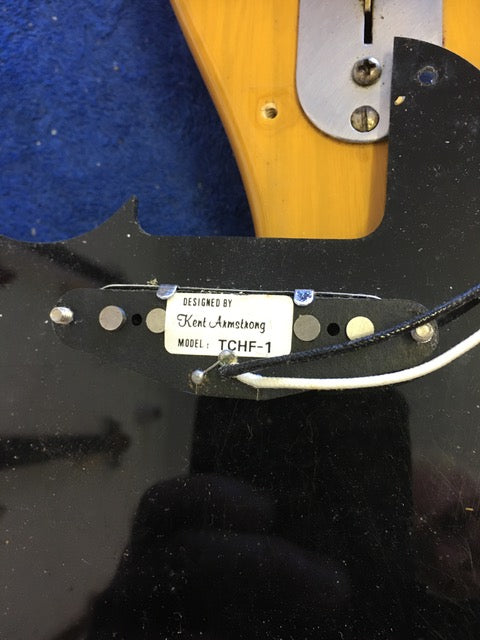 DESIGNED BY
Kent Armstrong
MODEL: TCHF-1